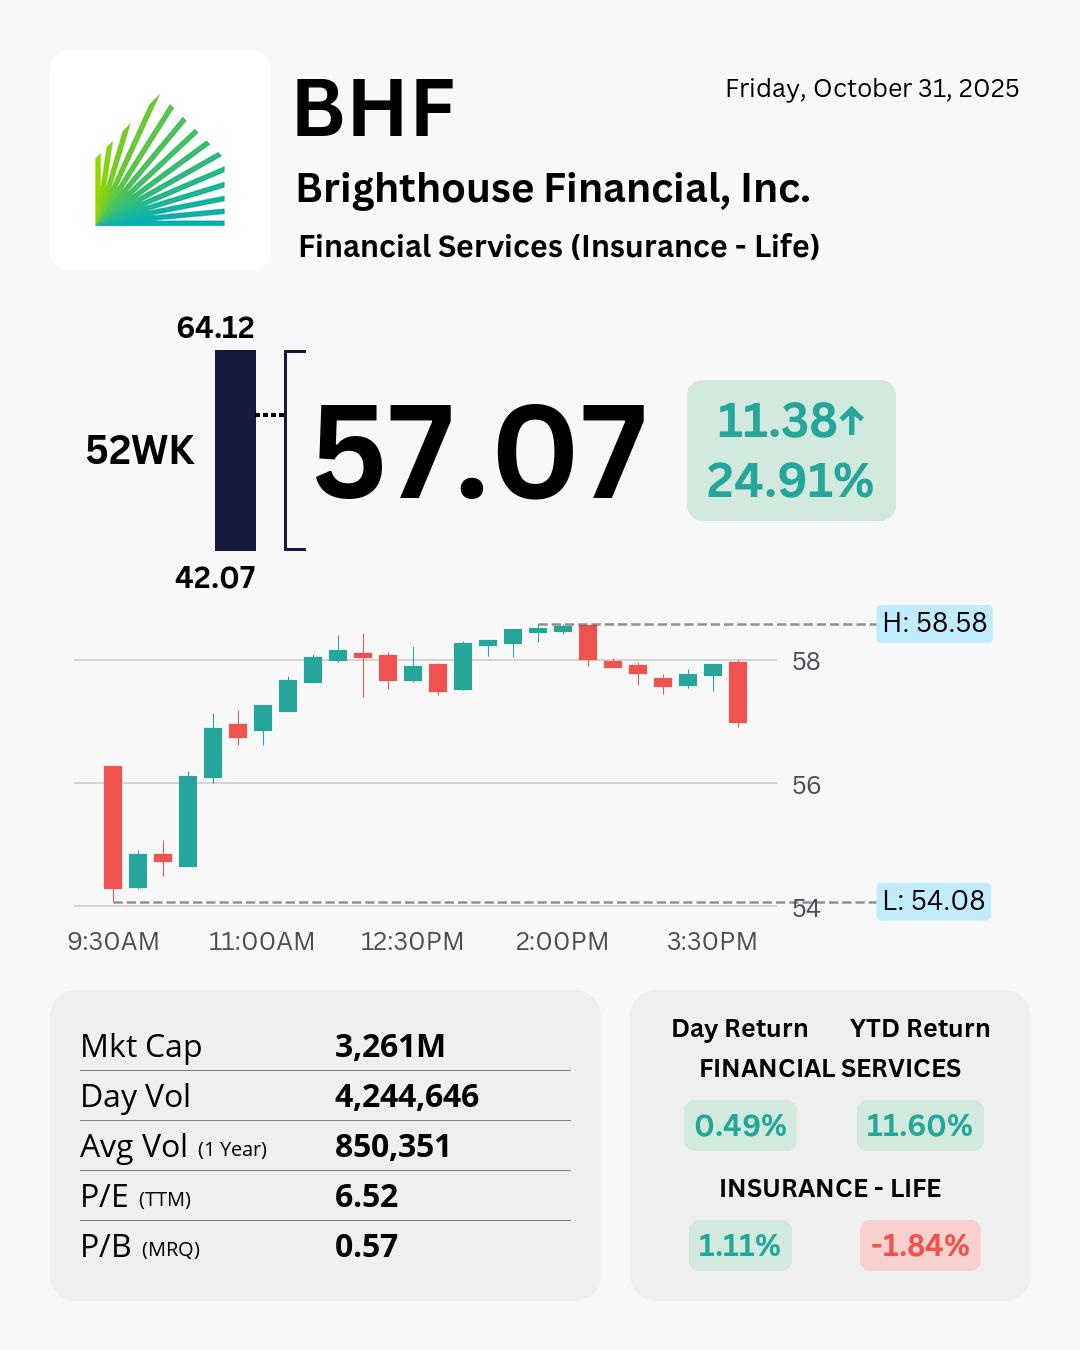 BHF
Friday, October 31, 2025
Brighthouse Financial, Inc.
Financial Services (Insurance - Life)
64.12
52WK
42.07
57.07
11.38↑
24.91%
H: 58.58
58
56
54
L: 54.08
9:30AM 11:00AM 12:30PM 2:00PM 3:30PM
Mkt Cap 3,261M
Day Vol 4,244,646
Avg Vol (1 Year) 850,351
P/E (TTM) 6.52
P/B (MRQ) 0.57
Day Return YTD Return
FINANCIAL SERVICES
0.49% 11.60%
INSURANCE - LIFE
1.11% -1.84%